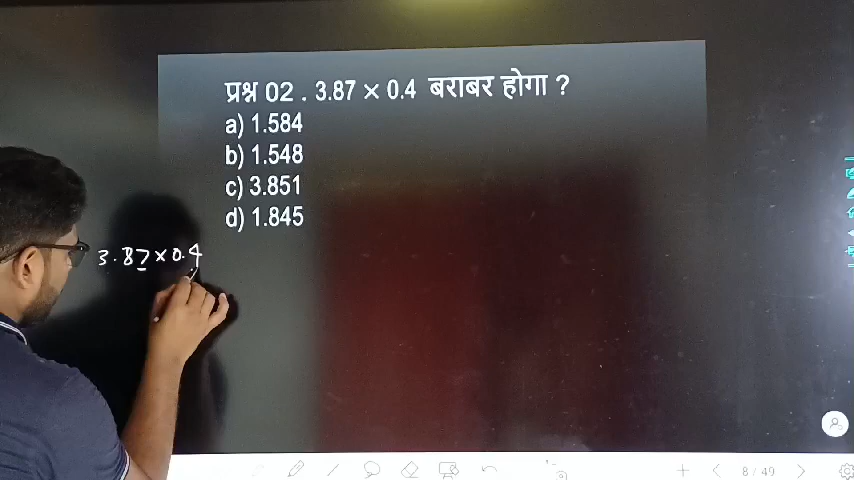 प्रश्न 02 . 3.87 × 0.4 बराबर होगा ?
a) 1.584
b) 1.548
c) 3.851
d) 1.845
3.87×0.4
8 / 49